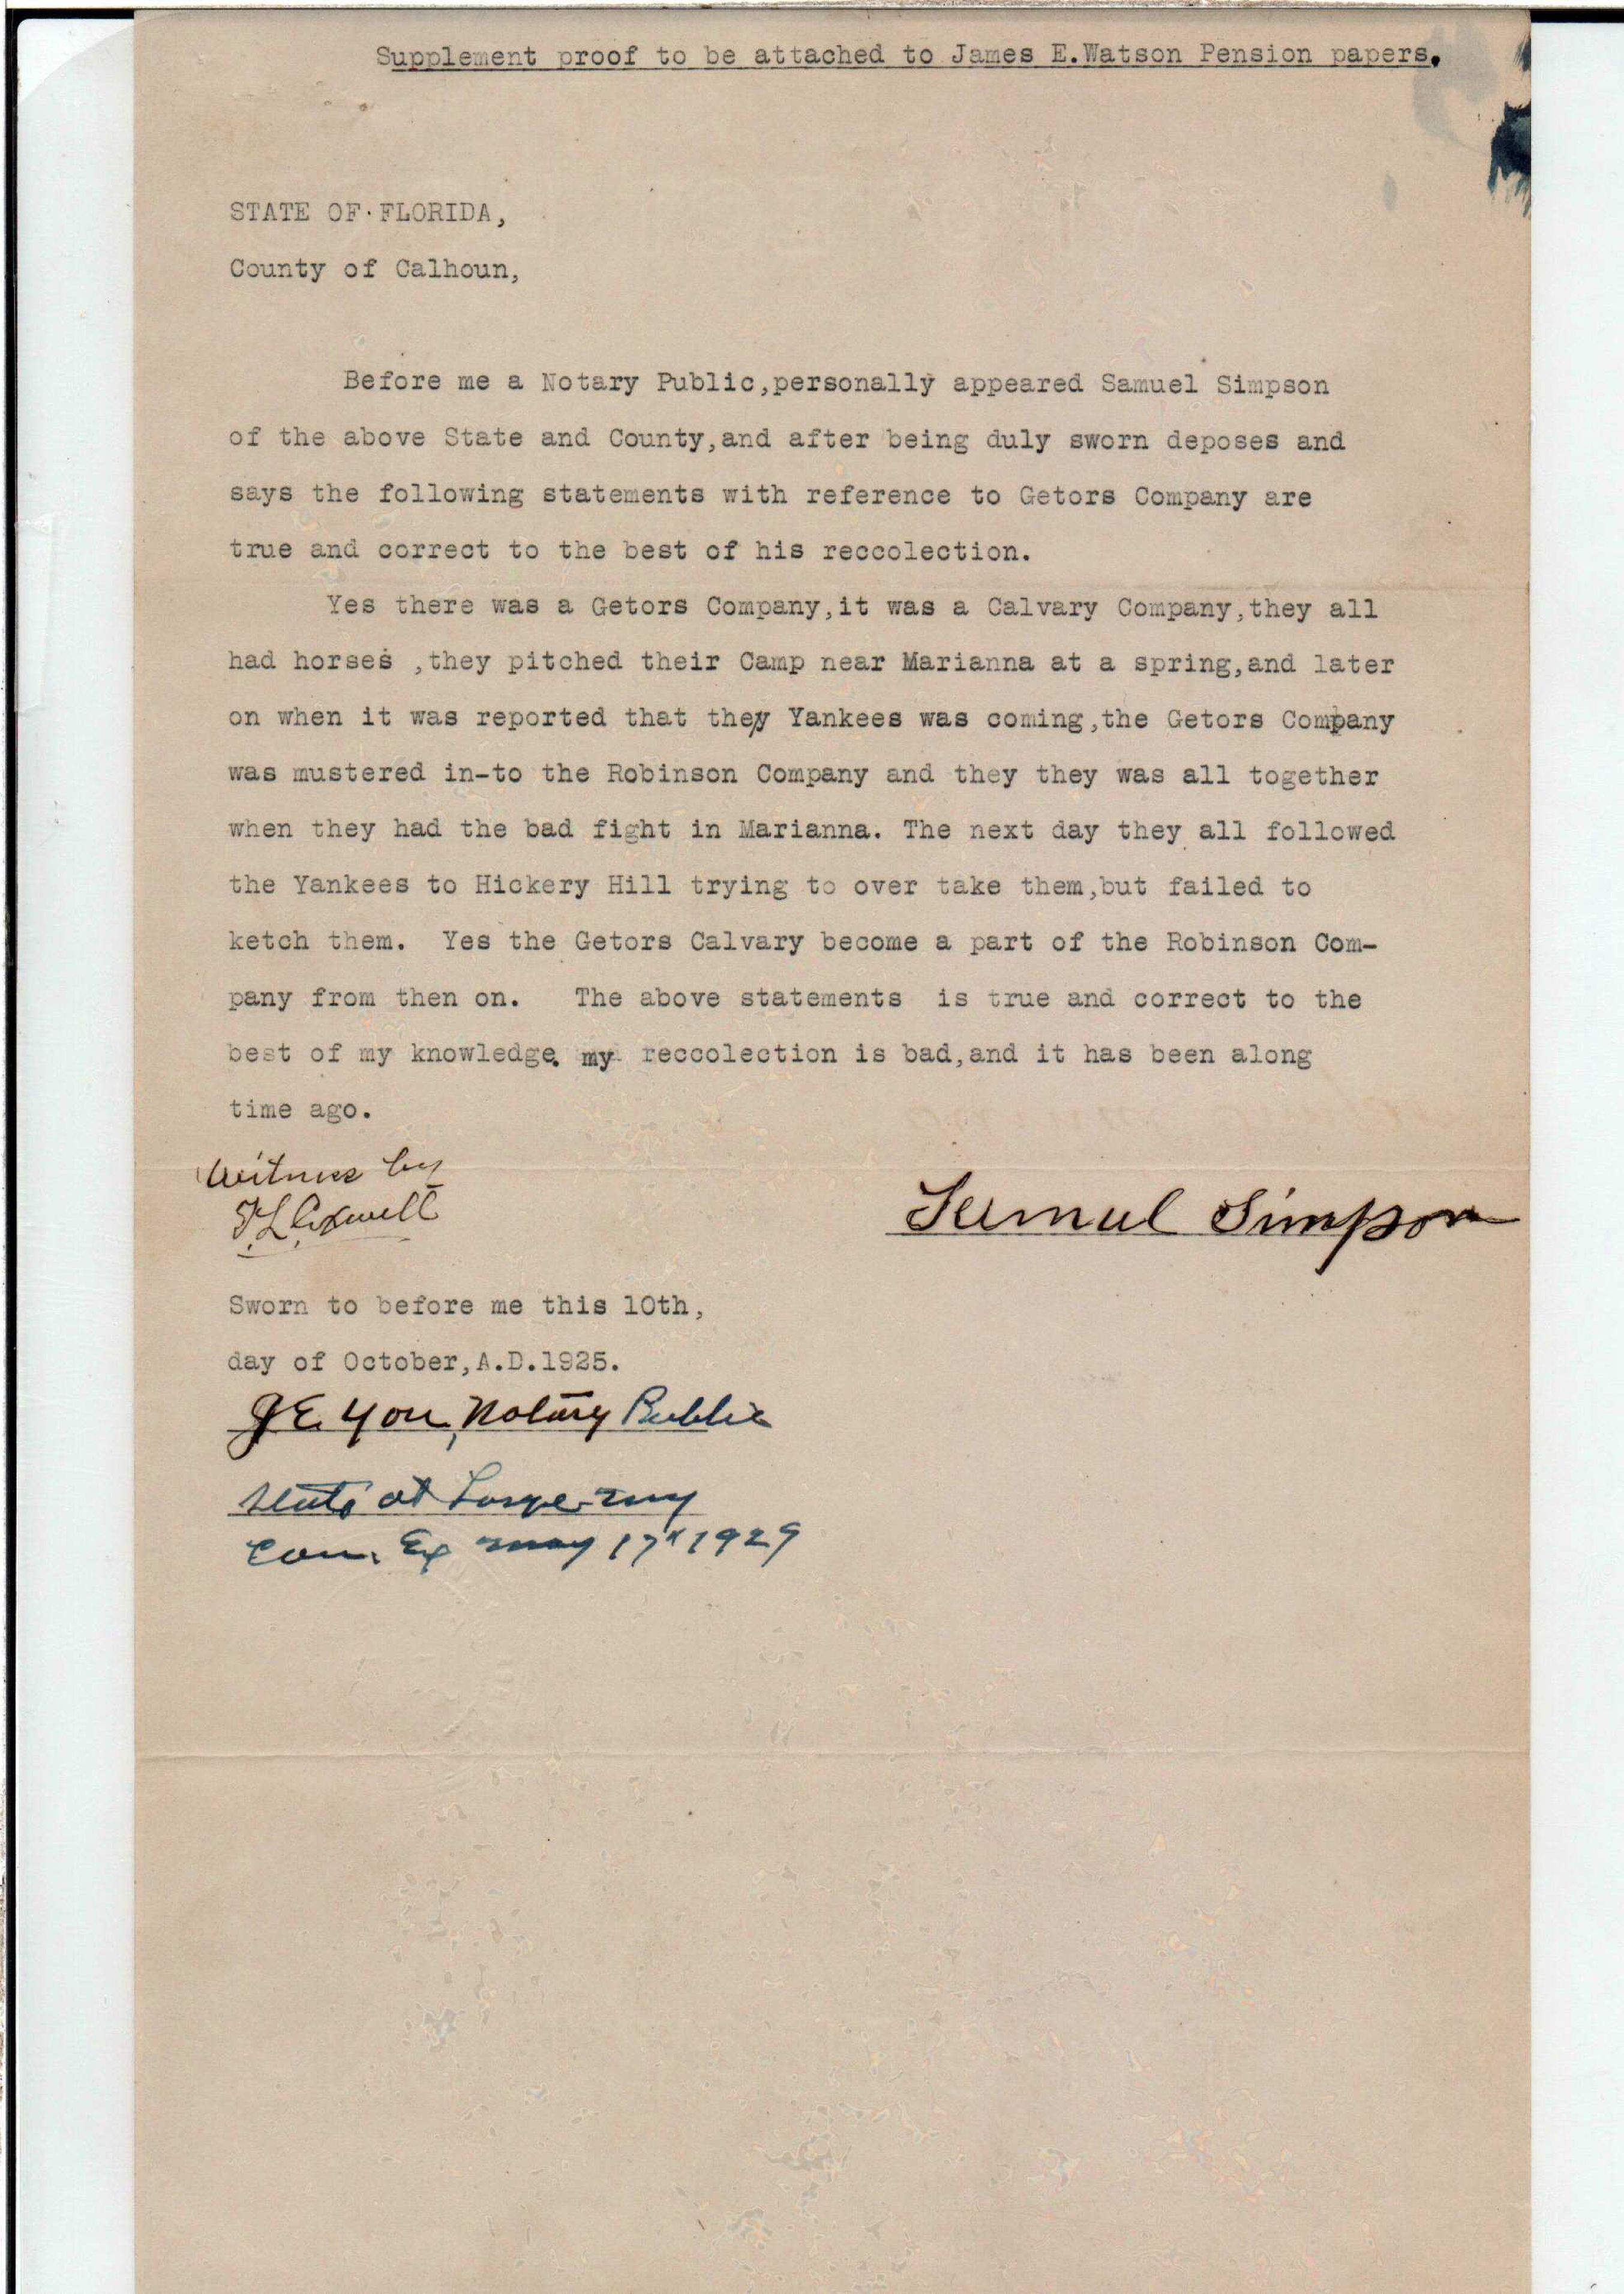 Supplement proof to be attached to James E.Watson Pension papers.
STATE OF FLORIDA,
County of Calhoun,
Before me a Notary Public,personally appeared Samuel Simpson
of the above State and County,and after being duly sworn deposes and
says the following statements with reference to Getors Company are
true and correct to the best of his reccolection.
Yes there was a Getors Company,it was a Calvary Company,they all
had horses ,they pitched their Camp near Marianna at a spring,and later
on when it was reported that they Yankees was coming,the Getors Company
was mustered in-to the Robinson Company and they they was all together
when they had the bad fight in Marianna. The next day they all followed
the Yankees to Hickery Hill trying to over take them,but failed to
ketch them. Yes the Getors Calvary become a part of the Robinson Com-
pany from then on. The above statements is true and correct to the
best of my knowledge. my reccolection is bad,and it has been along
time ago.
Witness by
Simpson
Sworn to before me this 10th,
day of October,A.D.1925.
J E. You, Notary Public
State at Large my
Com. Ex may 17th 1929